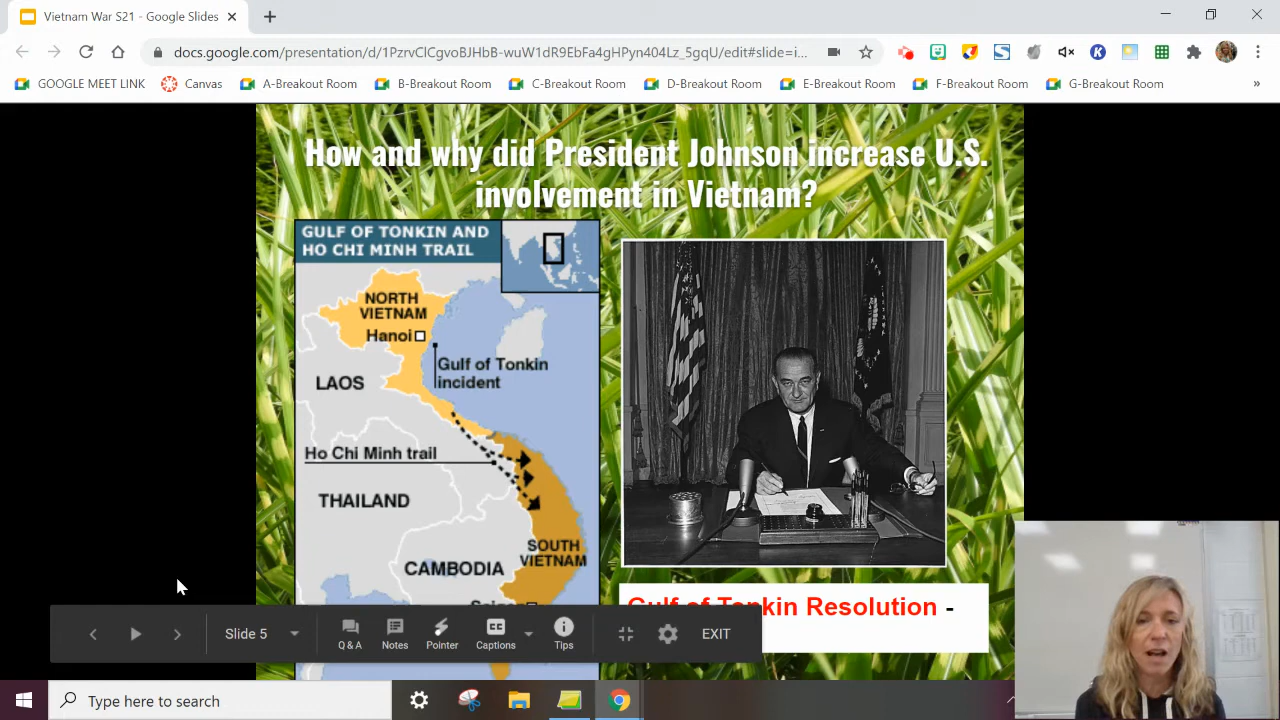 Vietnam War S21 - Google Slides
docs.google.com/presentation/d/1PzrvClCgvoBJHbB-wuW1dR9EbFa4gHPyn404Lz_5gqU/edit#slide=i...
GOOGLE MEET LINK
Canvas
A-Breakout Room
B-Breakout Room
C-Breakout Room
D-Breakout Room
E-Breakout Room
F-Breakout Room
G-Breakout Room
»
How and why did President Johnson increase U.S.
involvement in Vietnam?
GULF OF TONKIN AND
HO CHI MINH TRAIL
NORTH
VIETNAM
Hanoi
Gulf of Tonkin
incident
LAOS
Ho Chi Minh trail
THAILAND
SOUTH
VIETNAM
CAMBODIA
Gulf of Tonkin Resolution -
Slide 5
Q & A
Notes
Pointer
Captions
Tips
EXIT
Type here to search